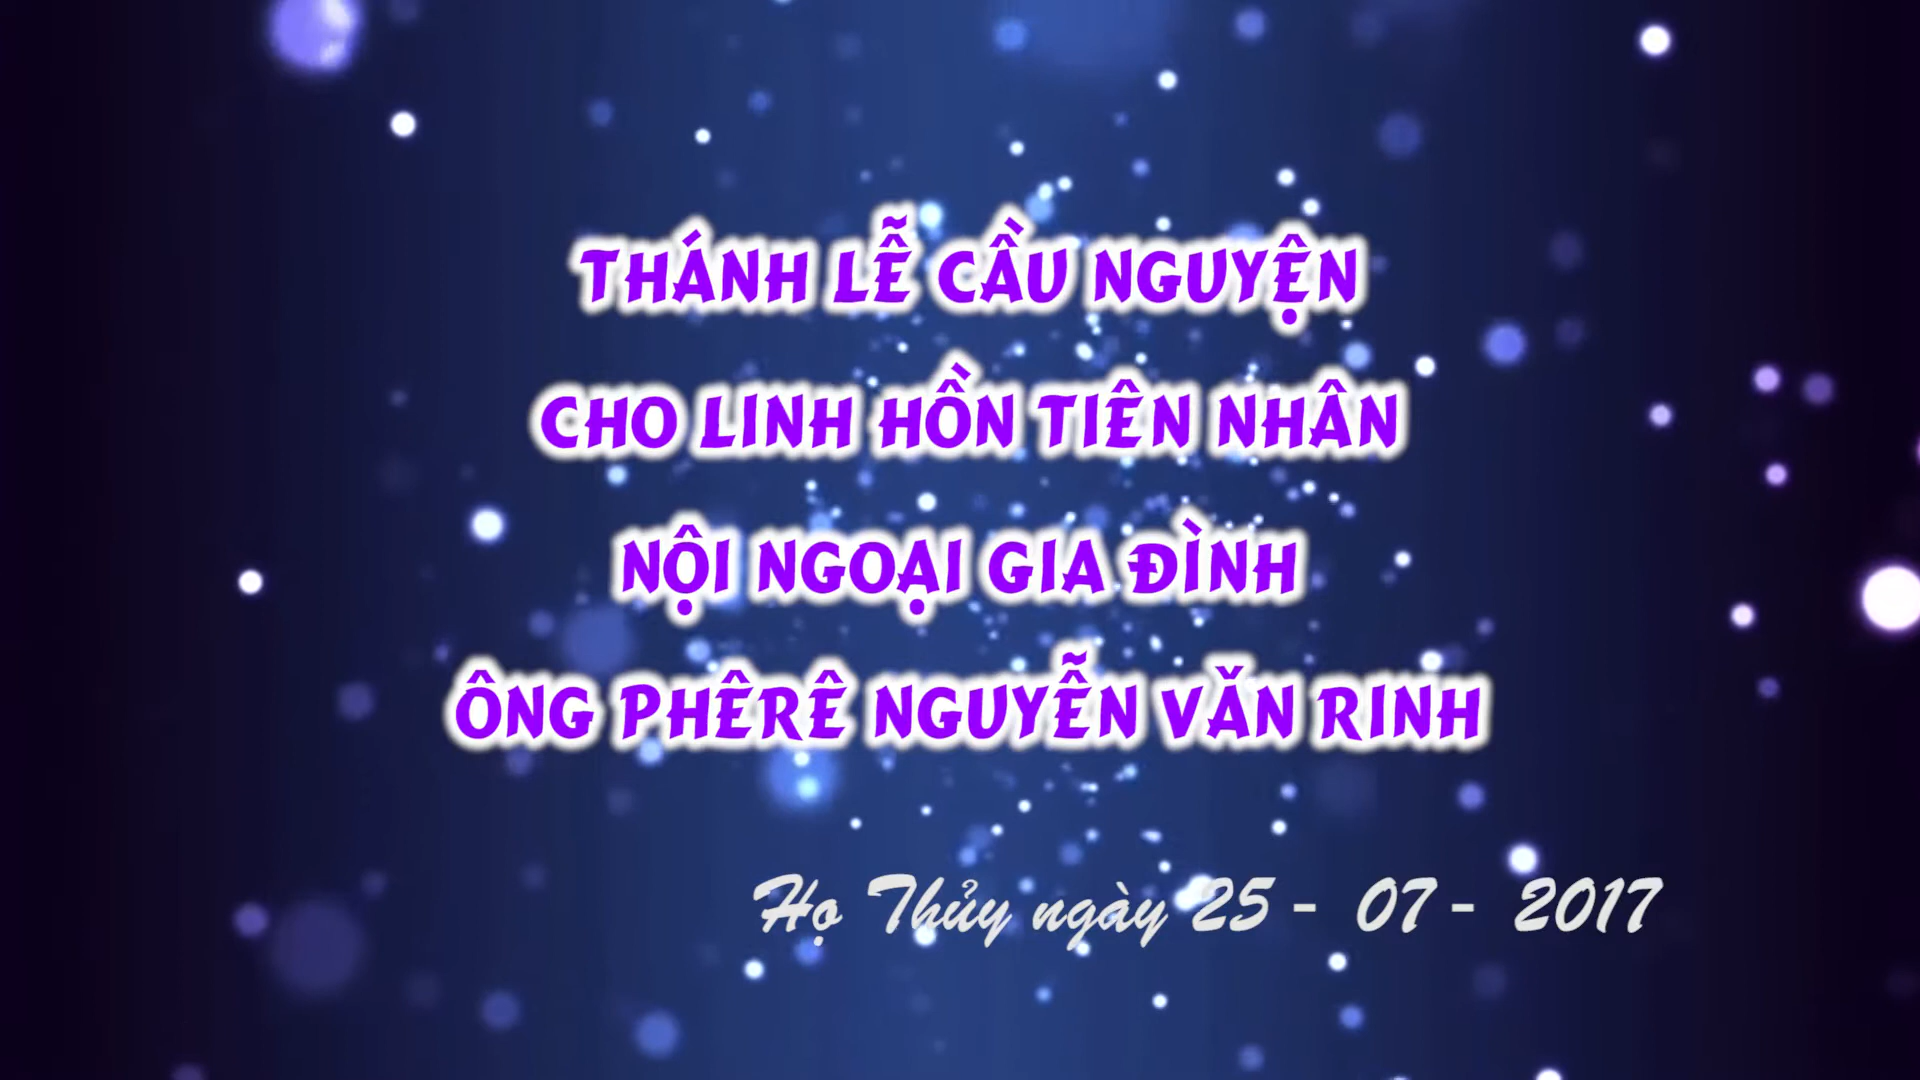 THÁNH LỄ CẦU NGUYỆN
CHO LINH HỒN TIÊN NHÂN
NỘI NGOẠI GIA ĐÌNH
ÔNG PHÊRÊ NGUYỄN VĂN RINH
Họ Thủy ngày 25 - 07 - 2017